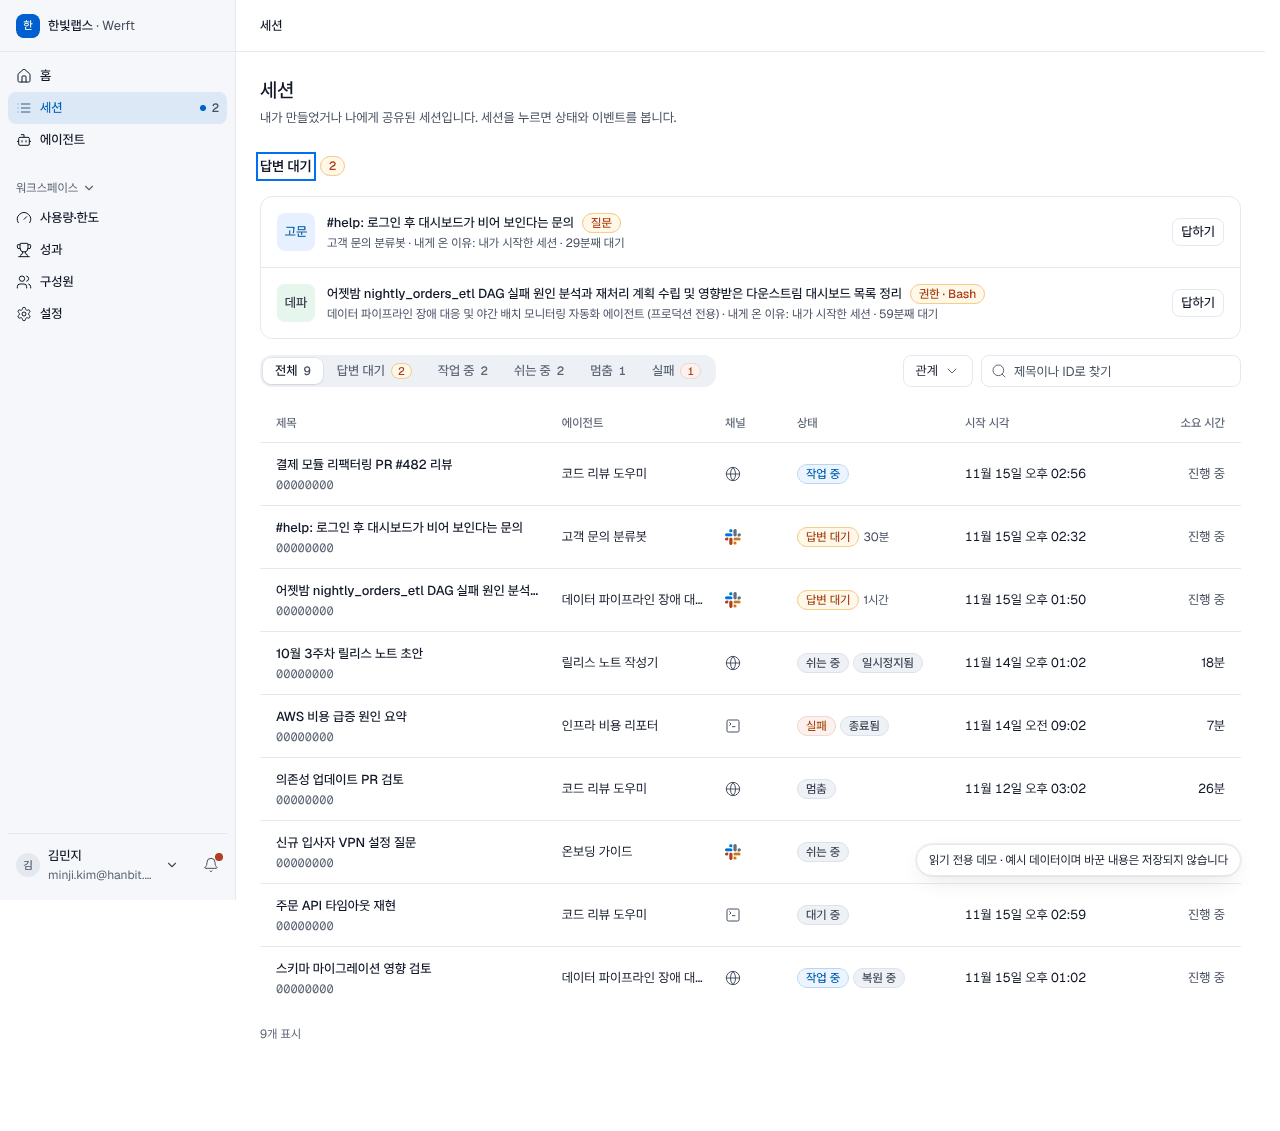 한 한빛랩스 · Werft
세션
홈
세션 2
에이전트
워크스페이스
사용량·한도
성과
구성원
설정
김 김민지
minji.kim@hanbit....
세션
내가 만들었거나 나에게 공유된 세션입니다. 세션을 누르면 상태와 이벤트를 봅니다.
답변 대기 2
고문
#help: 로그인 후 대시보드가 비어 보인다는 문의 질문
고객 문의 분류봇 · 내게 온 이유: 내가 시작한 세션 · 29분째 대기
답하기
데파
어젯밤 nightly_orders_etl DAG 실패 원인 분석과 재처리 계획 수립 및 영향받은 다운스트림 대시보드 목록 정리 권한 · Bash
데이터 파이프라인 장애 대응 및 야간 배치 모니터링 자동화 에이전트 (프로덕션 전용) · 내게 온 이유: 내가 시작한 세션 · 59분째 대기
답하기
전체 9 답변 대기 2 작업 중 2 쉬는 중 2 멈춤 1 실패 1 관계 제목이나 ID로 찾기
제목 에이전트 채널 상태 시작 시각 소요 시간
결제 모듈 리팩터링 PR #482 리뷰
00000000
코드 리뷰 도우미 작업 중 11월 15일 오후 02:56 진행 중
#help: 로그인 후 대시보드가 비어 보인다는 문의
00000000
고객 문의 분류봇 답변 대기 30분 11월 15일 오후 02:32 진행 중
어젯밤 nightly_orders_etl DAG 실패 원인 분석...
00000000
데이터 파이프라인 장애 대... 답변 대기 1시간 11월 15일 오후 01:50 진행 중
10월 3주차 릴리스 노트 초안
00000000
릴리스 노트 작성기 쉬는 중 일시정지됨 11월 14일 오후 01:02 18분
AWS 비용 급증 원인 요약
00000000
인프라 비용 리포터 실패 종료됨 11월 14일 오전 09:02 7분
의존성 업데이트 PR 검토
00000000
코드 리뷰 도우미 멈춤 11월 12일 오후 03:02 26분
신규 입사자 VPN 설정 질문
00000000
온보딩 가이드 쉬는 중
읽기 전용 데모 · 예시 데이터이며 바꾼 내용은 저장되지 않습니다
주문 API 타임아웃 재현
00000000
코드 리뷰 도우미 대기 중 11월 15일 오후 02:59 진행 중
스키마 마이그레이션 영향 검토
00000000
데이터 파이프라인 장애 대... 작업 중 복원 중 11월 15일 오후 01:02 진행 중
9개 표시